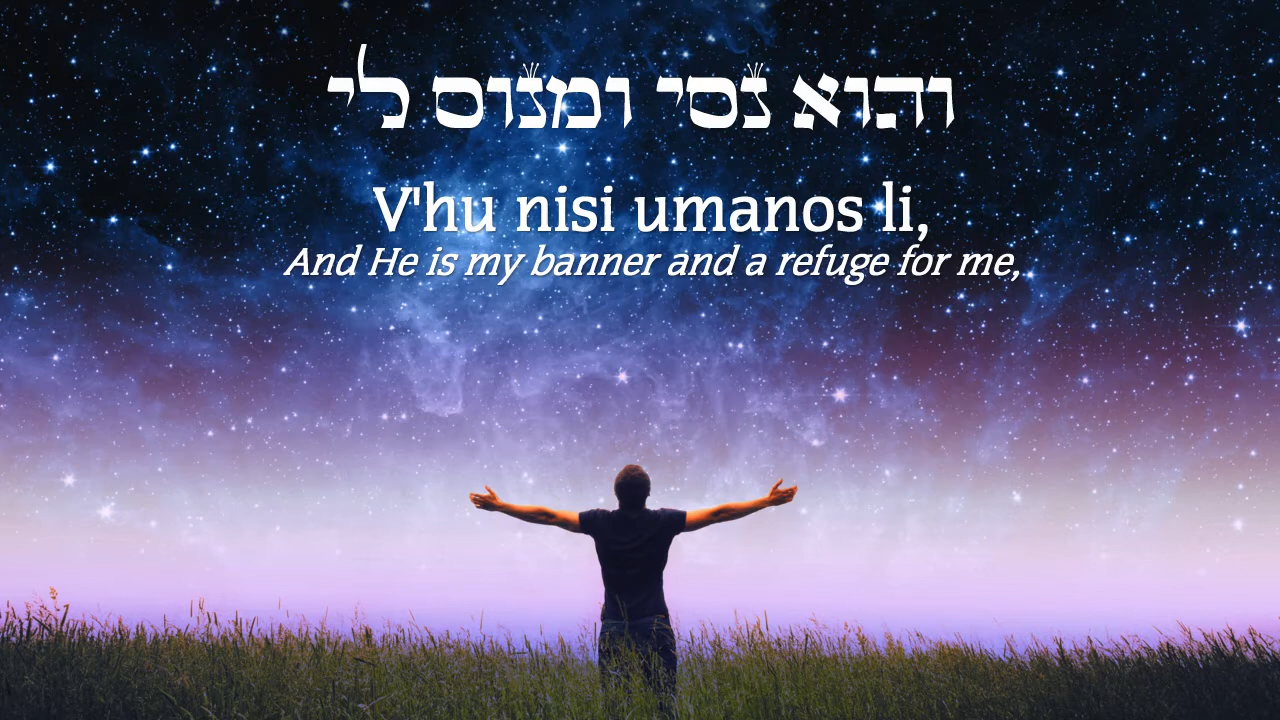 והוא נסי ומנוס לי
V'hu nisi umanos li,
And He is my banner and a refuge for me,